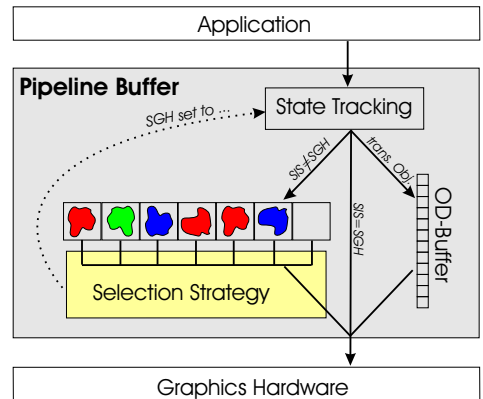 Application
Pipeline Buffer
SGH set to ...
State Tracking
SIS≠SGH
trans. Obj.
SIS=SGH
OD-Buffer
Selection Strategy
Graphics Hardware